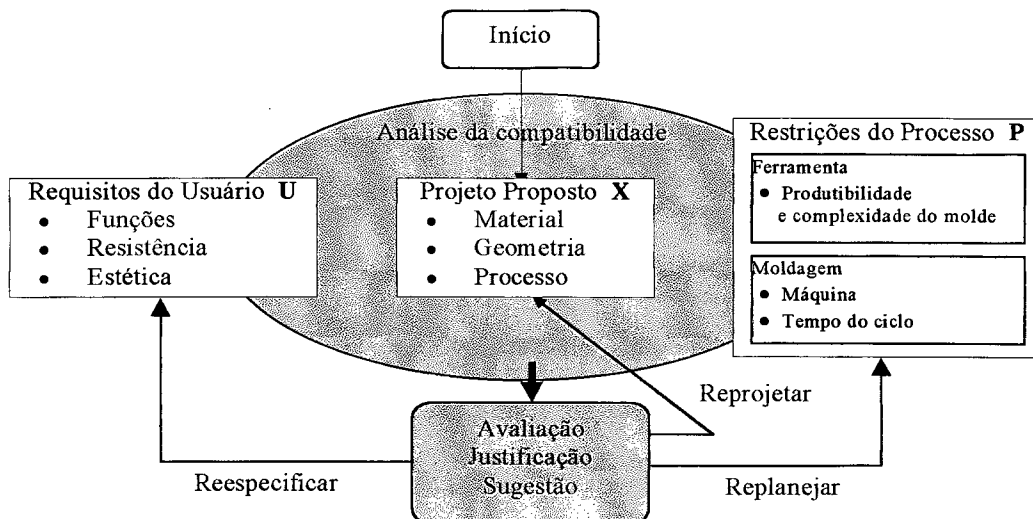 Início
Análise da compatibilidade
Requisitos do Usuário U
• Funções
• Resistência
• Estética
Projeto Proposto X
• Material
• Geometria
• Processo
Restrições do Processo P
Ferramenta
• Produtibilidade
e complexidade do molde
Moldagem
• Máquina
• Tempo do ciclo
Reprojetar
Avaliação
Justificação
Sugestão
Reespecificar
Replanejar